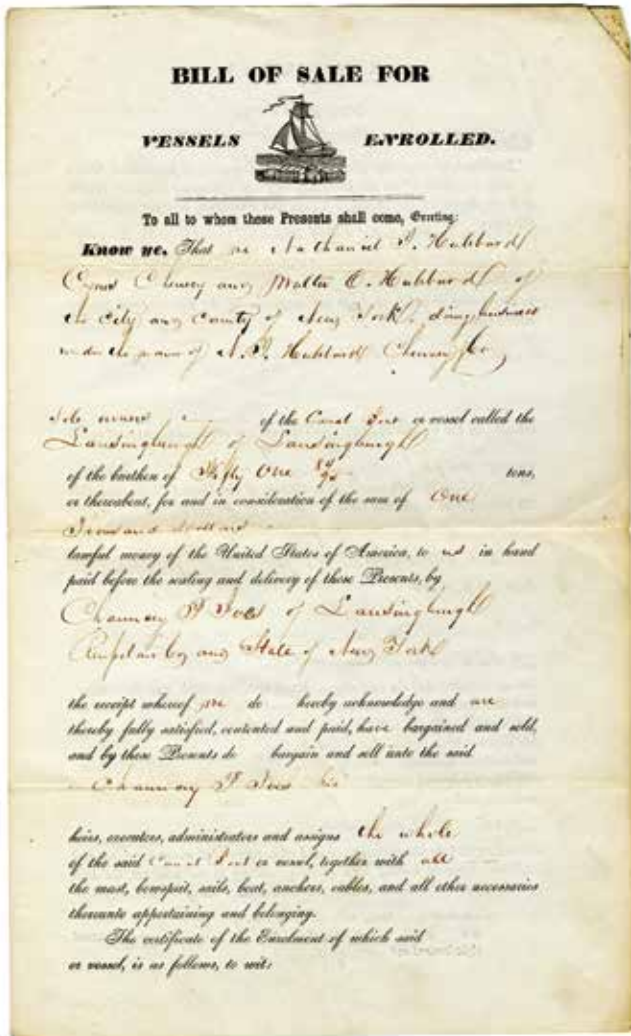 BILL OF SALE FOR
VESSELS ENROLLED.
To all to whom these Presents shall come, Greeting:
Know ye. That we Nathaniel T. Hubbard
Cyrus Chenery and Walter C. Hubbard of
the City and County of New York, doing business
under the name of N. T. Hubbard Chenery & Co,
Sole owners of the Canal Boat or vessel called the
Lansingburgh of Lansingburgh
of the burthen of Fifty One tons,
or thereabout, for and in consideration of the sum of One
Thousand dollars
lawful money of the United States of America, to us in hand
paid before the sealing and delivery of these Presents, by
Chauncey P Ives of Lansingburgh
Co, and State of New York
the receipt whereof we do hereby acknowledge and are
thereby fully satisfied, contented and paid, have bargained and sold,
and by these Presents do bargain and sell unto the said
Chauncey P Ives his
heirs, executors, administrators and assigns the whole
of the said Canal Boat or vessel, together with all
the mast, bowsprit, sails, boat, anchors, cables, and all other necessaries
thereunto appertaining and belonging.
The certificate of the Enrolment of which said
or vessel, is as follows, to wit: